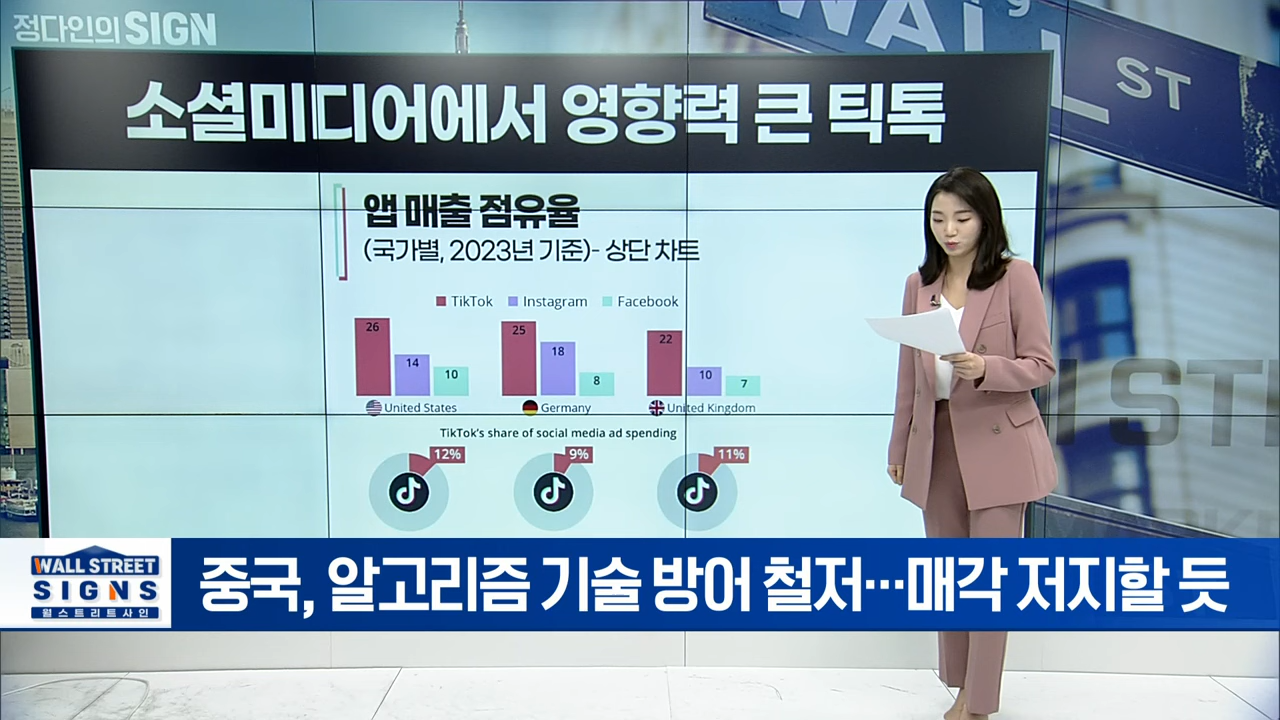 정다인의 SIGN
WALL ST
소셜미디어에서 영향력 큰 틱톡
앱 매출 점유율
(국가별, 2023년 기준)- 상단 차트
TikTok Instagram Facebook
26 14 10 25 18 8 22 10 7
United States Germany United Kingdom
TikTok's share of social media ad spending
12% 9% 11%
WALL STREET
SIGNS
월스트리트사인
중국, 알고리즘 기술 방어 철저…매각 저지할 듯